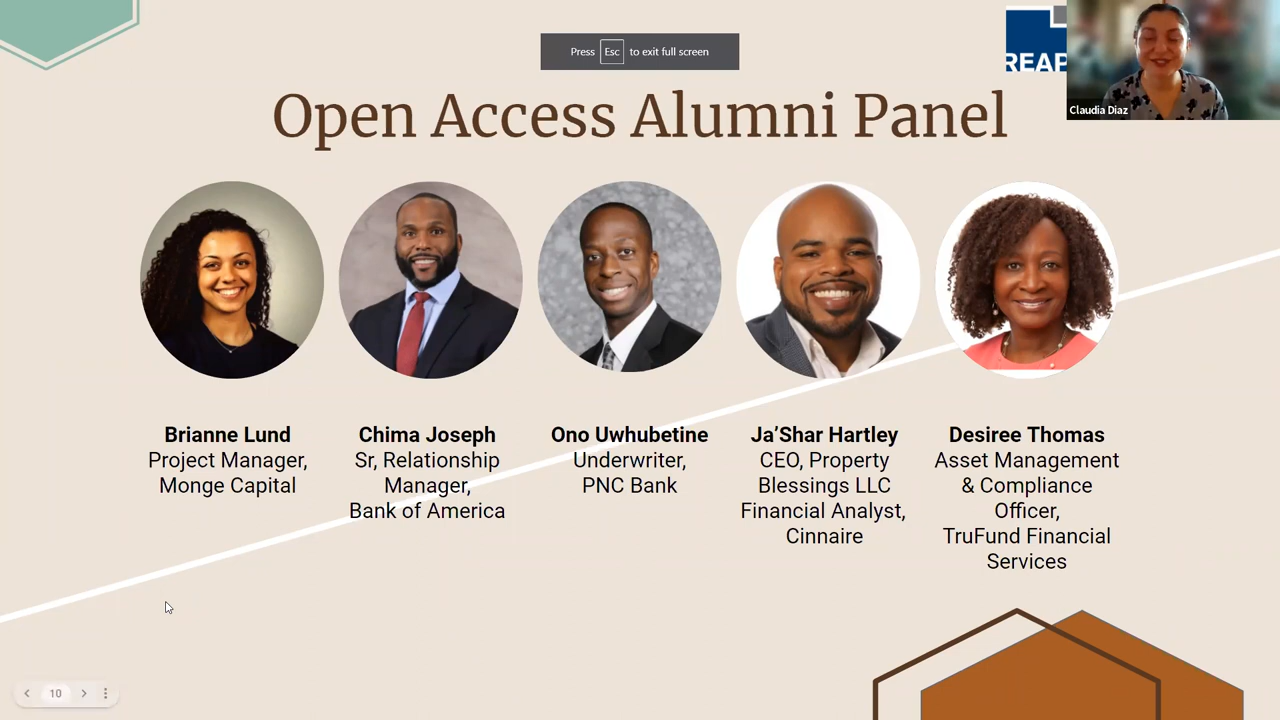 Press Esc to exit full screen
REAP
Claudia Diaz
Open Access Alumni Panel
Brianne Lund
Project Manager,
Monge Capital
Chima Joseph
Sr, Relationship
Manager,
Bank of America
Ono Uwhubetine
Underwriter,
PNC Bank
Ja’Shar Hartley
CEO, Property
Blessings LLC
Financial Analyst,
Cinnaire
Desiree Thomas
Asset Management
& Compliance
Officer,
TruFund Financial
Services
10